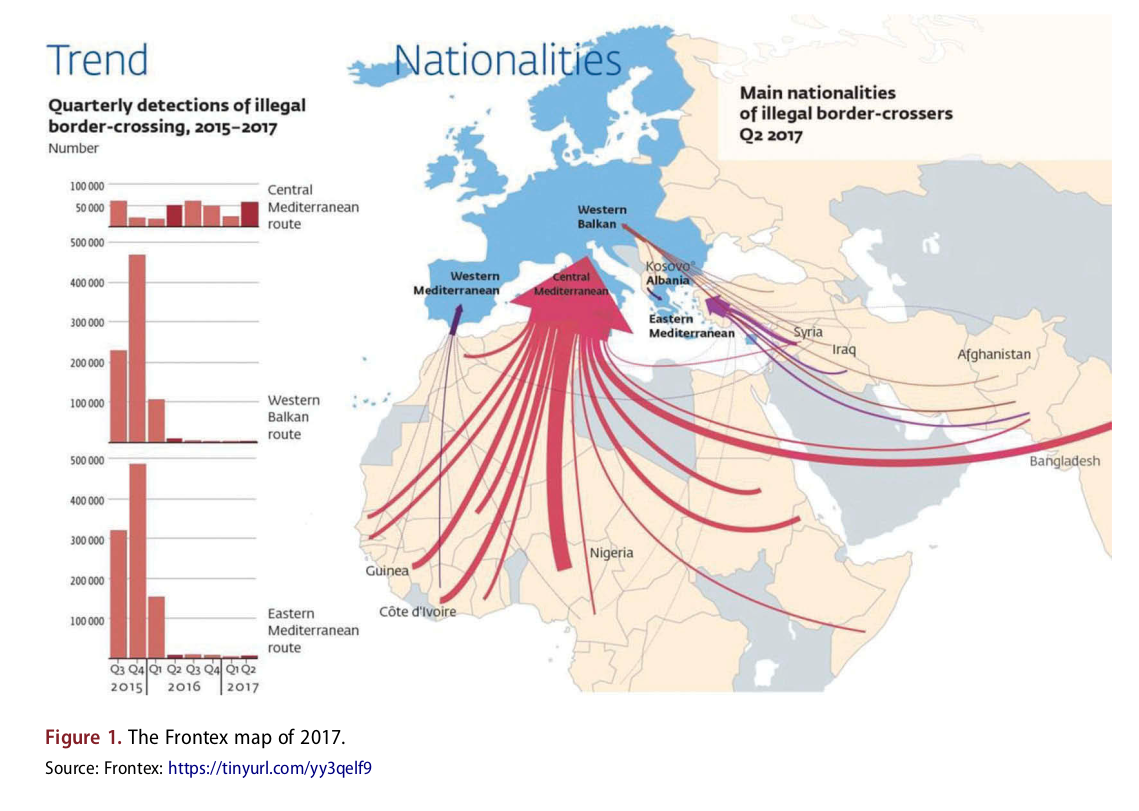 Trend
Quarterly detections of illegal
border-crossing, 2015–2017
Number
100 000
50 000
Central
Mediterranean
route
500 000
400 000
300 000
200 000
100 000
Western
Balkan
route
500 000
400 000
300 000
200 000
100 000
Eastern
Mediterranean
route
Q3 Q4 Q1 Q2 Q3 Q4 Q1 Q2
2015 2016 2017
Nationalities
Main nationalities
of illegal border-crossers
Q2 2017
Western
Balkan
Western
Mediterranean
Central
Mediterranean
Kosovo*
Albania
Eastern
Mediterranean
Syria
Iraq
Afghanistan
Bangladesh
Nigeria
Guinea
Côte d'Ivoire
Figure 1. The Frontex map of 2017.
Source: Frontex: https://tinyurl.com/yy3qelf9